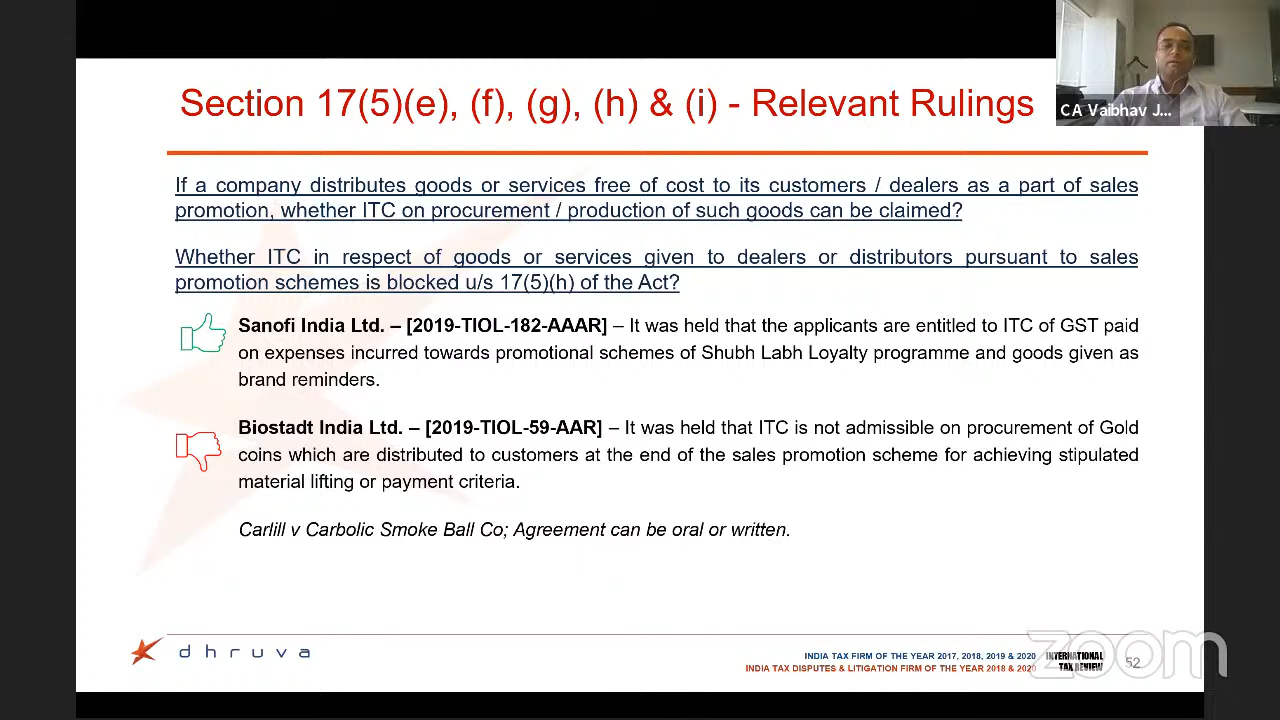 Section 17(5)(e), (f), (g), (h) & (i) - Relevant Rulings
CA Vaibhav J...
If a company distributes goods or services free of cost to its customers / dealers as a part of sales
promotion, whether ITC on procurement / production of such goods can be claimed?
Whether ITC in respect of goods or services given to dealers or distributors pursuant to sales
promotion schemes is blocked u/s 17(5)(h) of the Act?
Sanofi India Ltd. – [2019-TIOL-182-AAAR] – It was held that the applicants are entitled to ITC of GST paid
on expenses incurred towards promotional schemes of Shubh Labh Loyalty programme and goods given as
brand reminders.
Biostadt India Ltd. – [2019-TIOL-59-AAR] – It was held that ITC is not admissible on procurement of Gold
coins which are distributed to customers at the end of the sales promotion scheme for achieving stipulated
material lifting or payment criteria.
Carlill v Carbolic Smoke Ball Co; Agreement can be oral or written.
dhruva
INDIA TAX FIRM OF THE YEAR 2017, 2018, 2019 & 2020
INDIA TAX DISPUTES & LITIGATION FIRM OF THE YEAR 2018 & 2020
INTERNATIONAL
TAX REVIEW
zoom
52